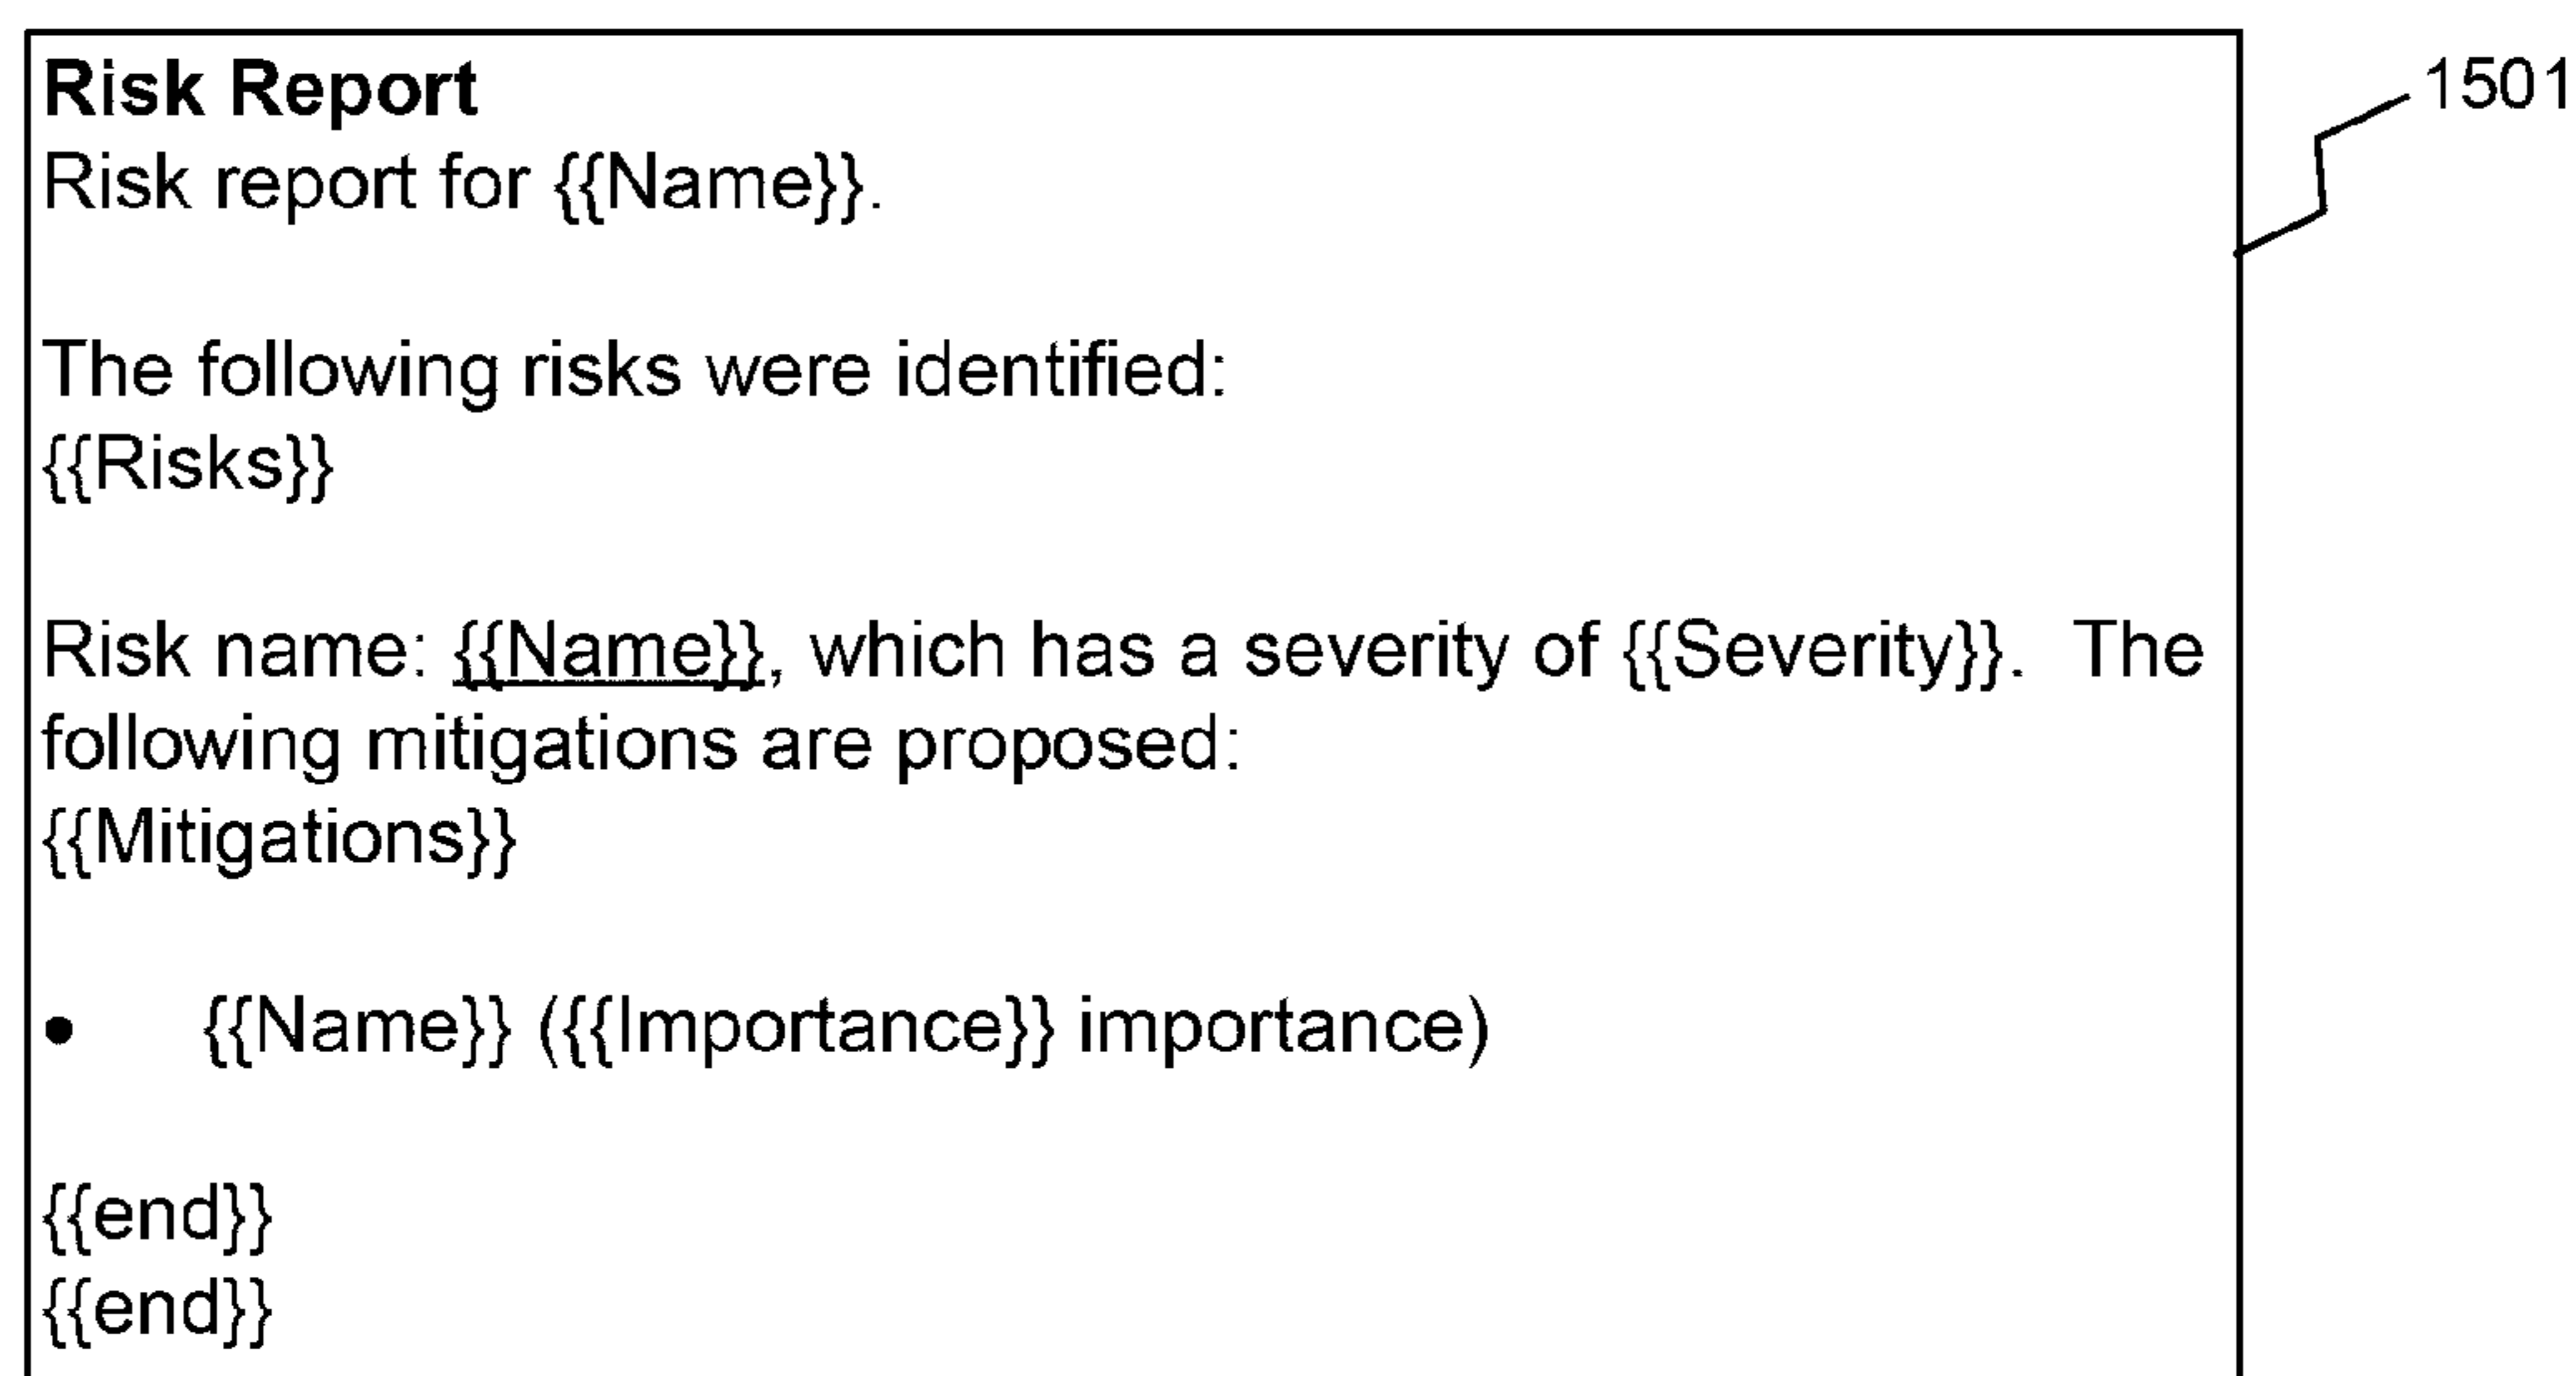 Risk Report
1501
Risk report for {{Name}}.
The following risks were identified:
{{Risks}}
Risk name: {{Name}}, which has a severity of {{Severity}}.  The
following mitigations are proposed:
{{Mitigations}}
• {{Name}} ({{Importance}} importance)
{{end}}
{{end}}